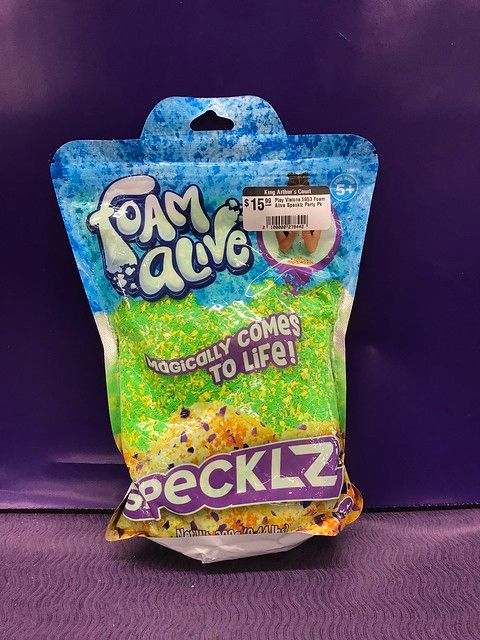 FOAM
aLiVe
King Arthur's Court
$15.99 Play Visions 5953 Foam
Alive Specklz Party Pk
5+
MaGiCaLLY COMES
TO LiFe!
SPeCKLZ